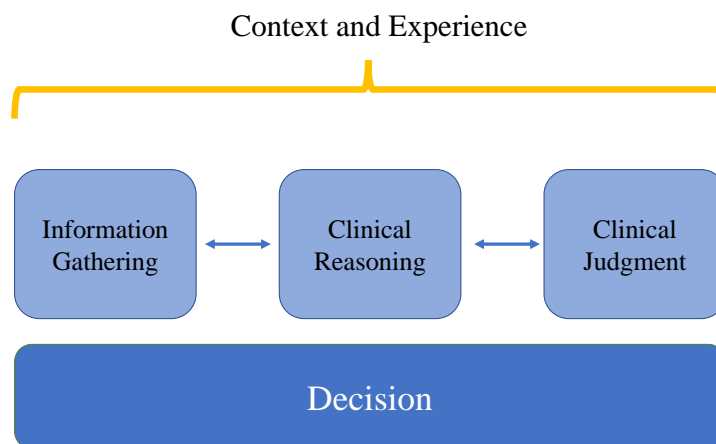 Context and Experience
Information
Gathering
Clinical
Reasoning
Clinical
Judgment
Decision